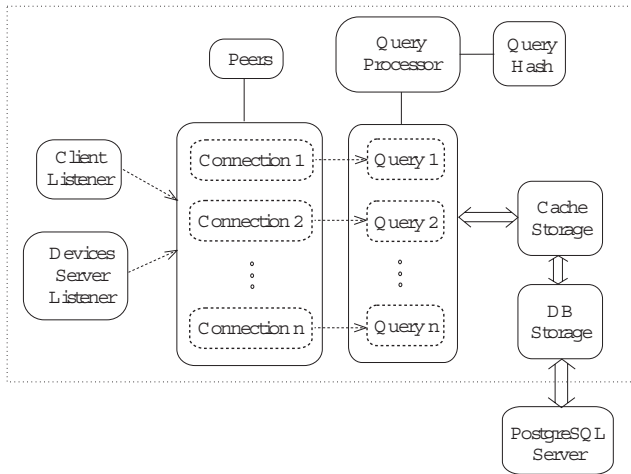 Peers
Query
Processor
Query
Hash
Client
Listener
Devices
Server
Listener
Connection 1
Connection 2
Connection n
Query 1
Query 2
Query n
Cache
Storage
DB
Storage
PostgreSQL
Server